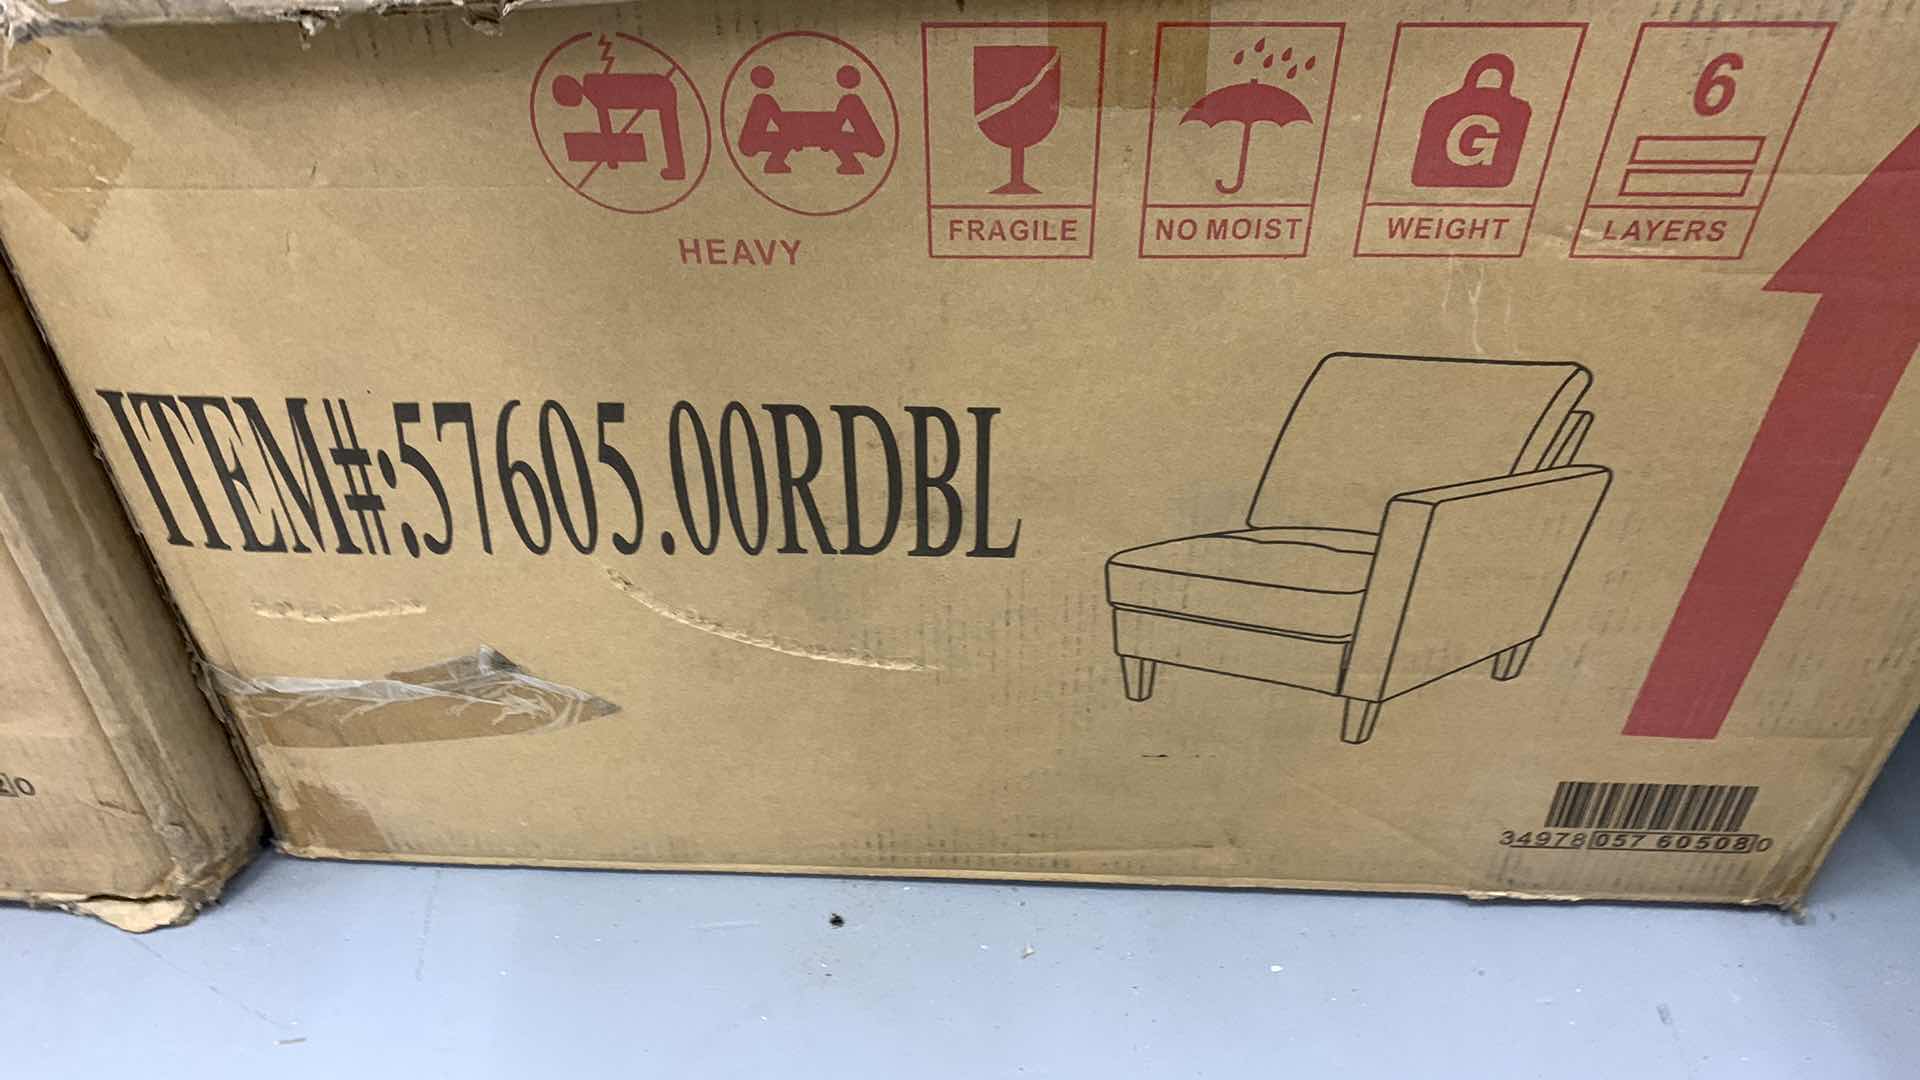 6
G
FRAGILE
NO MOIST
WEIGHT
LAYERS
HEAVY
ITEM#:57605.00RDBL
34978 057 60508 0